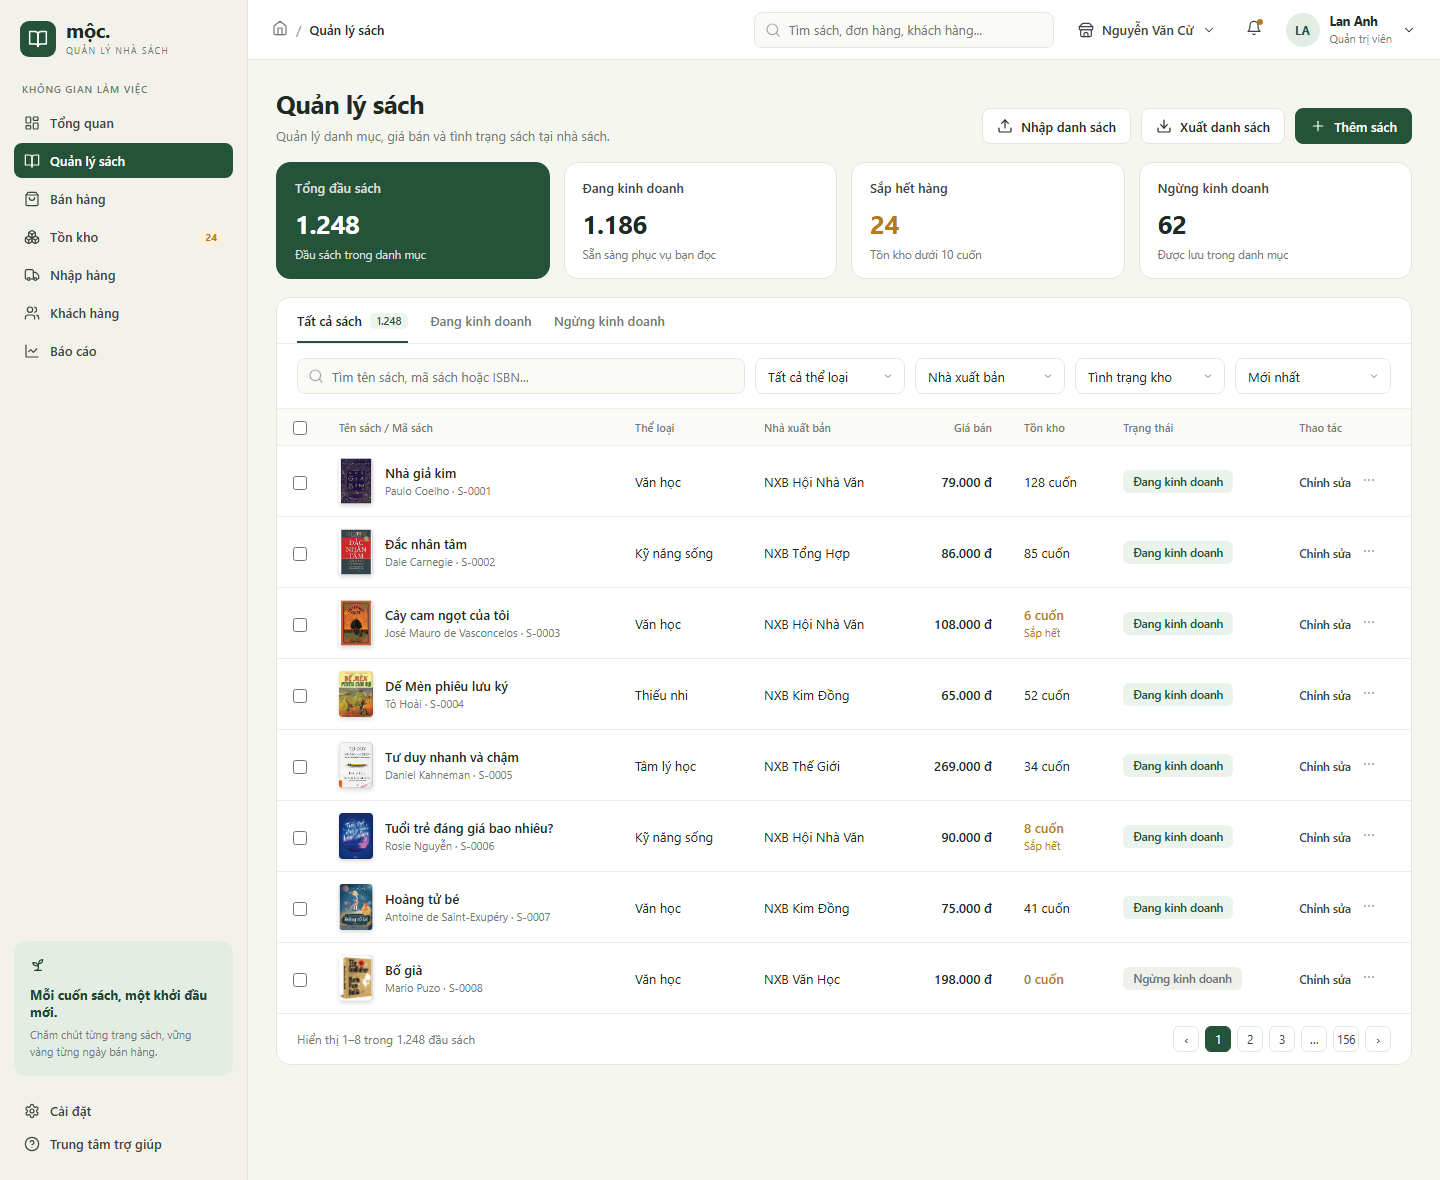 mộc.
QUẢN LÝ NHÀ SÁCH
KHÔNG GIAN LÀM VIỆC
Tổng quan
Quản lý sách
Bán hàng
Tồn kho 24
Nhập hàng
Khách hàng
Báo cáo
Mỗi cuốn sách, một khởi đầu
mới.
Chăm chút từng trang sách, vững
vàng từng ngày bán hàng.
Cài đặt
Trung tâm trợ giúp
/ Quản lý sách
Tìm sách, đơn hàng, khách hàng...
Nguyễn Văn Cừ
LA
Lan Anh
Quản trị viên
Quản lý sách
Quản lý danh mục, giá bán và tình trạng sách tại nhà sách.
Nhập danh sách
Xuất danh sách
Thêm sách
Tổng đầu sách
1.248
Đầu sách trong danh mục
Đang kinh doanh
1.186
Sẵn sàng phục vụ bạn đọc
Sắp hết hàng
24
Tồn kho dưới 10 cuốn
Ngừng kinh doanh
62
Được lưu trong danh mục
Tất cả sách 1.248 Đang kinh doanh Ngừng kinh doanh
Tìm tên sách, mã sách hoặc ISBN...
Tất cả thể loại
Nhà xuất bản
Tình trạng kho
Mới nhất
Tên sách / Mã sách Thể loại Nhà xuất bản Giá bán Tồn kho Trạng thái Thao tác
Nhà giả kim
Paulo Coelho · S-0001
Văn học NXB Hội Nhà Văn 79.000 đ 128 cuốn Đang kinh doanh Chỉnh sửa ...
ĐẮC
NHÂN
TÂM
Đắc nhân tâm
Dale Carnegie · S-0002
Kỹ năng sống NXB Tổng Hợp 86.000 đ 85 cuốn Đang kinh doanh Chỉnh sửa ...
Cây cam ngọt của tôi
José Mauro de Vasconcelos · S-0003
Văn học NXB Hội Nhà Văn 108.000 đ 6 cuốn
Sắp hết
Đang kinh doanh Chỉnh sửa ...
DẾ MÈN
Dế Mèn phiêu lưu ký
Tô Hoài · S-0004
Thiếu nhi NXB Kim Đồng 65.000 đ 52 cuốn Đang kinh doanh Chỉnh sửa ...
TƯ DUY
Tư duy nhanh và chậm
Daniel Kahneman · S-0005
Tâm lý học NXB Thế Giới 269.000 đ 34 cuốn Đang kinh doanh Chỉnh sửa ...
Tuổi trẻ đáng giá bao nhiêu?
Rosie Nguyễn · S-0006
Kỹ năng sống NXB Hội Nhà Văn 90.000 đ 8 cuốn
Sắp hết
Đang kinh doanh Chỉnh sửa ...
Hoàng tử bé
Hoàng tử bé
Antoine de Saint-Exupéry · S-0007
Văn học NXB Kim Đồng 75.000 đ 41 cuốn Đang kinh doanh Chỉnh sửa ...
Bố già
Mario Puzo · S-0008
Văn học NXB Văn Học 198.000 đ 0 cuốn Ngừng kinh doanh Chỉnh sửa ...
Hiển thị 1–8 trong 1.248 đầu sách
‹ 1 2 3 ... 156 ›